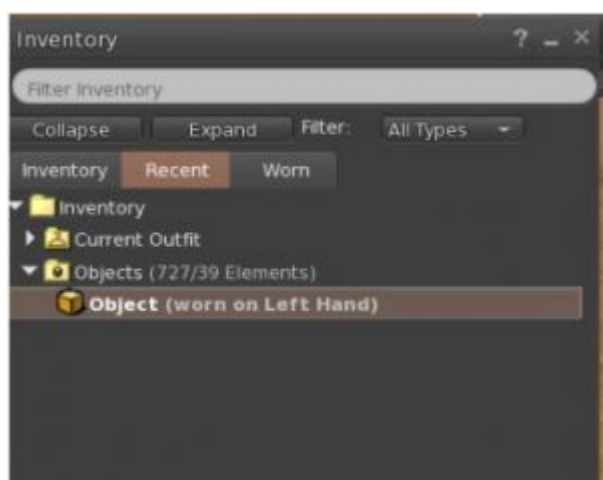 Inventory ? _ ×
Filter Inventory
Collapse Expand Filter: All Types
Inventory Recent Worn
Inventory
Current Outfit
Objects (727/39 Elements)
Object (worn on Left Hand)